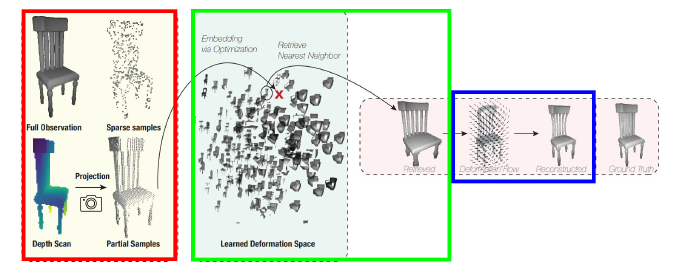 Embedding
via Optimization
Retrieve
Nearest Neighbor
Full Observation
Sparse samples
Projection
Depth Scan
Partial Samples
Learned Deformation Space
Retrieved
Deformation Flow
Reconstructed
Ground Truth